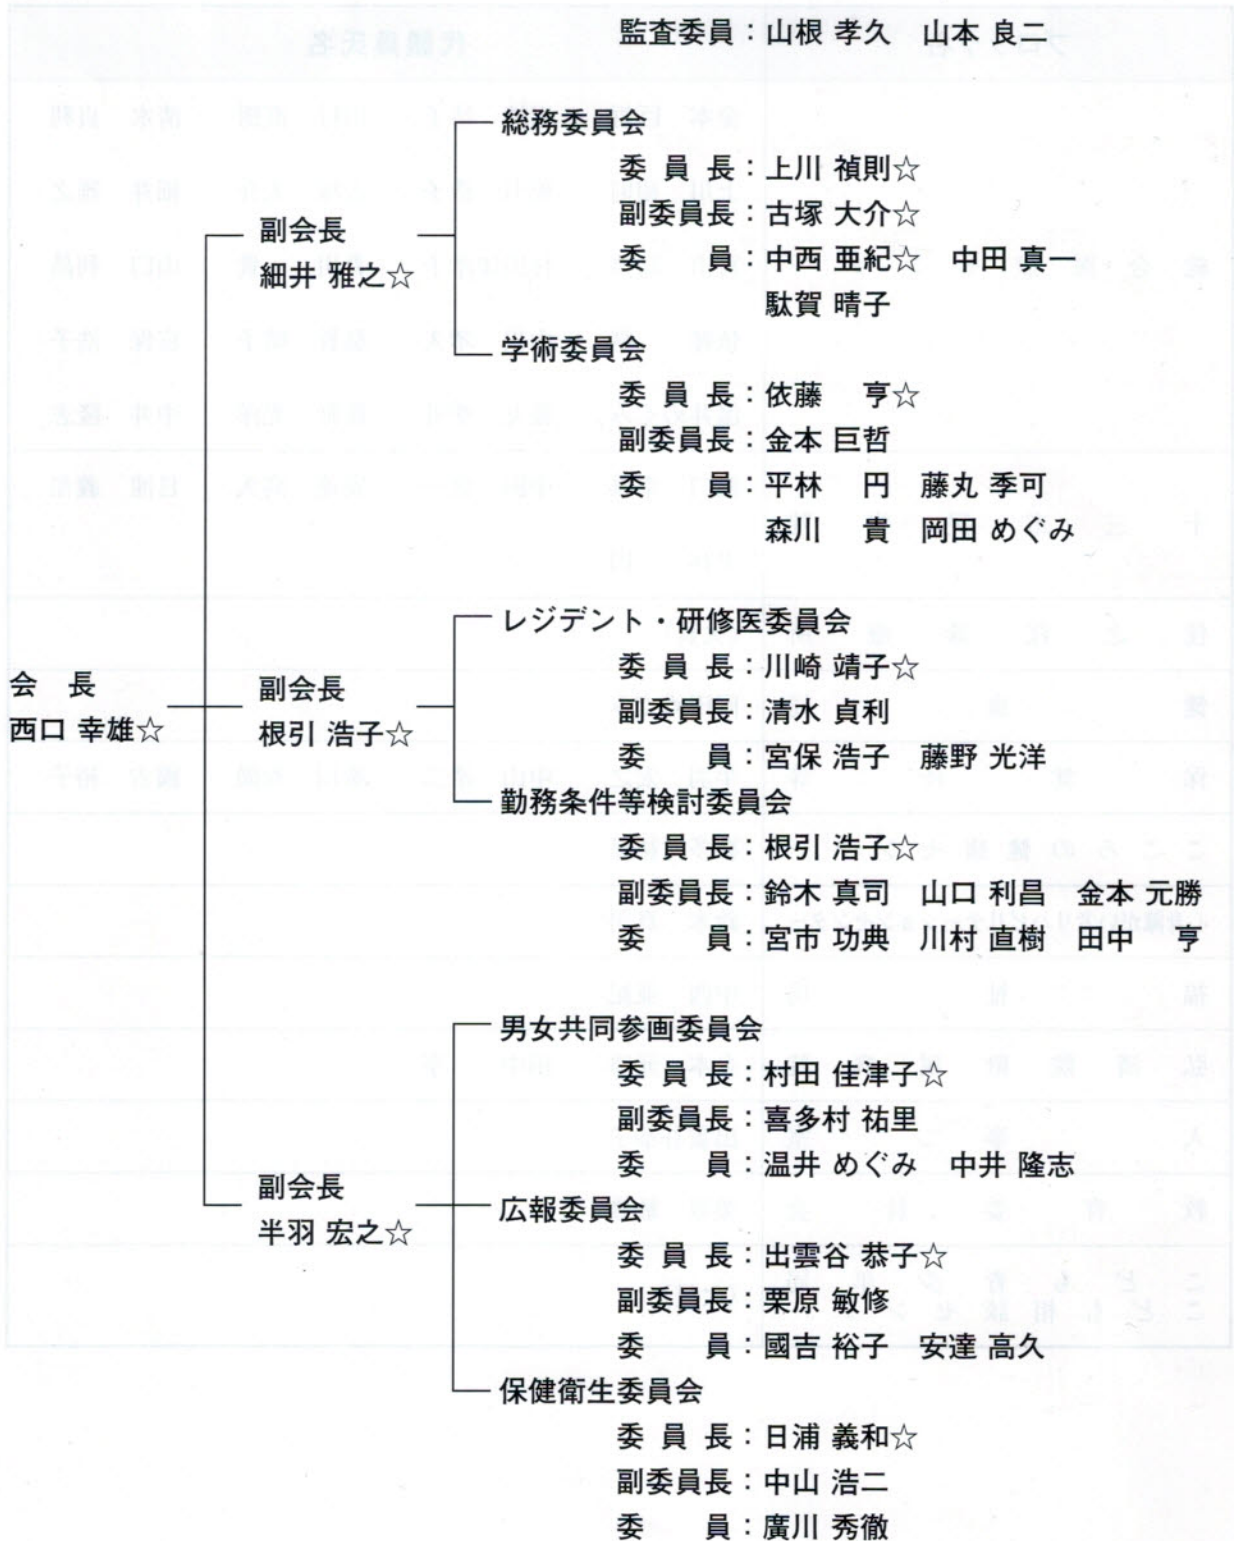 監査委員：山根 孝久　山本 良二
総務委員会
委 員 長：上川 禎則☆
副委員長：古塚 大介☆
委　　員：中西 亜紀☆　中田 真一
駄賀 晴子
副会長
細井 雅之☆
学術委員会
委 員 長：依藤　亨☆
副委員長：金本 巨哲
委　　員：平林　円　藤丸 季可
森川　貴　岡田 めぐみ
会　長
西口 幸雄☆
副会長
根引 浩子☆
レジデント・研修医委員会
委 員 長：川崎 靖子☆
副委員長：清水 貞利
委　　員：宮保 浩子　藤野 光洋
勤務条件等検討委員会
委 員 長：根引 浩子☆
副委員長：鈴木 真司　山口 利昌　金本 元勝
委　　員：宮市 功典　川村 直樹　田中　亨
副会長
半羽 宏之☆
男女共同参画委員会
委 員 長：村田 佳津子☆
副委員長：喜多村 祐里
委　　員：温井 めぐみ　中井 隆志
広報委員会
委 員 長：出雲谷 恭子☆
副委員長：栗原 敏修
委　　員：國吉 裕子　安達 高久
保健衛生委員会
委 員 長：日浦 義和☆
副委員長：中山 浩二
委　　員：廣川 秀徹